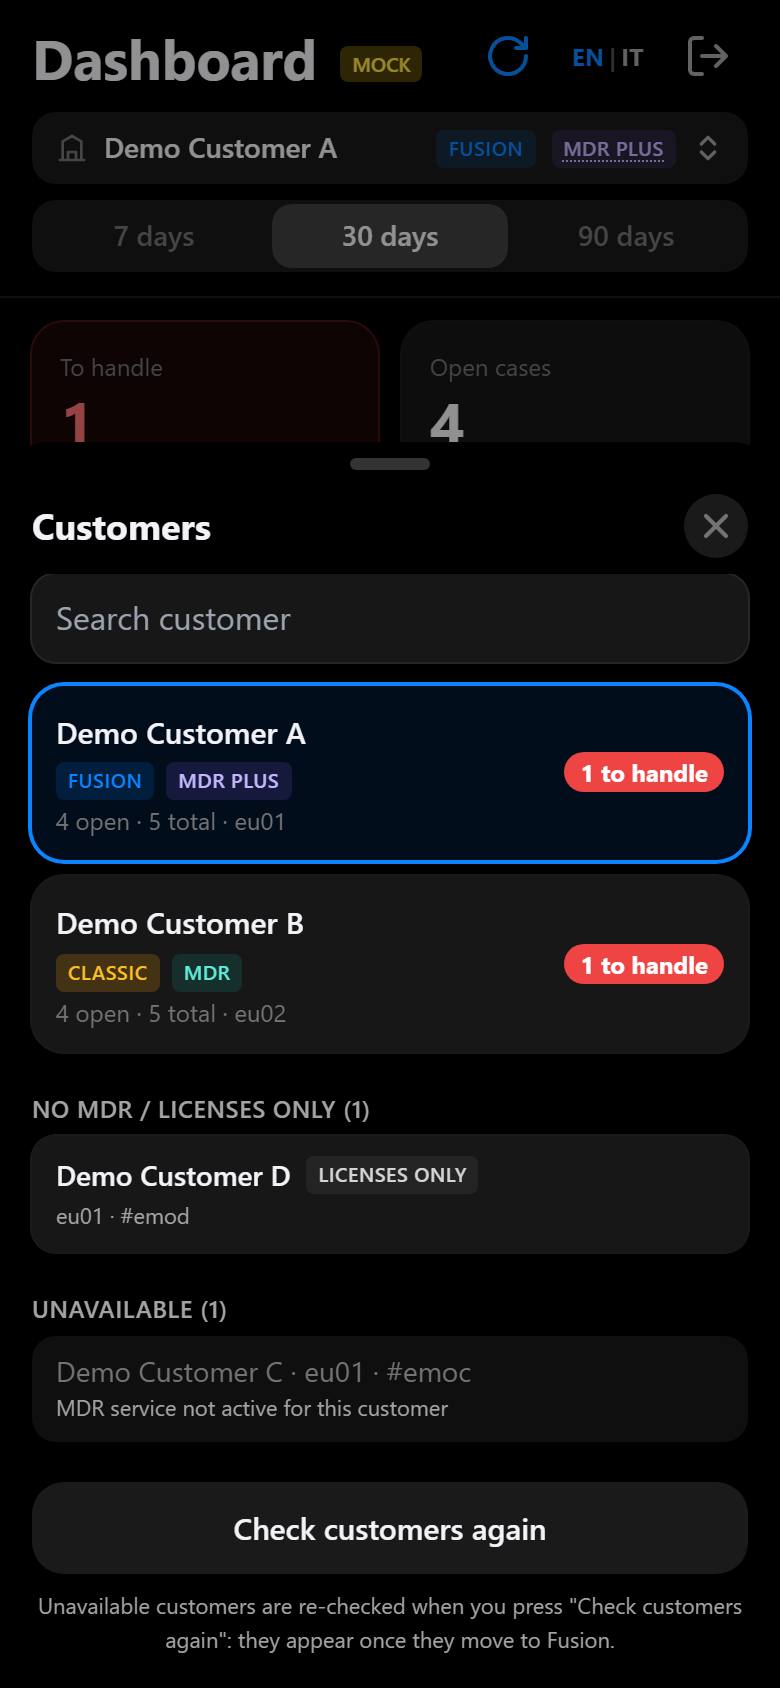 Dashboard MOCK EN | IT
Demo Customer A FUSION MDR PLUS
7 days 30 days 90 days
To handle Open cases
1 4
Customers
Search customer
Demo Customer A
FUSION MDR PLUS
1 to handle
4 open · 5 total · eu01
Demo Customer B
CLASSIC MDR
1 to handle
4 open · 5 total · eu02
NO MDR / LICENSES ONLY (1)
Demo Customer D LICENSES ONLY
eu01 · #emod
UNAVAILABLE (1)
Demo Customer C · eu01 · #emoc
MDR service not active for this customer
Check customers again
Unavailable customers are re-checked when you press "Check customers
again": they appear once they move to Fusion.